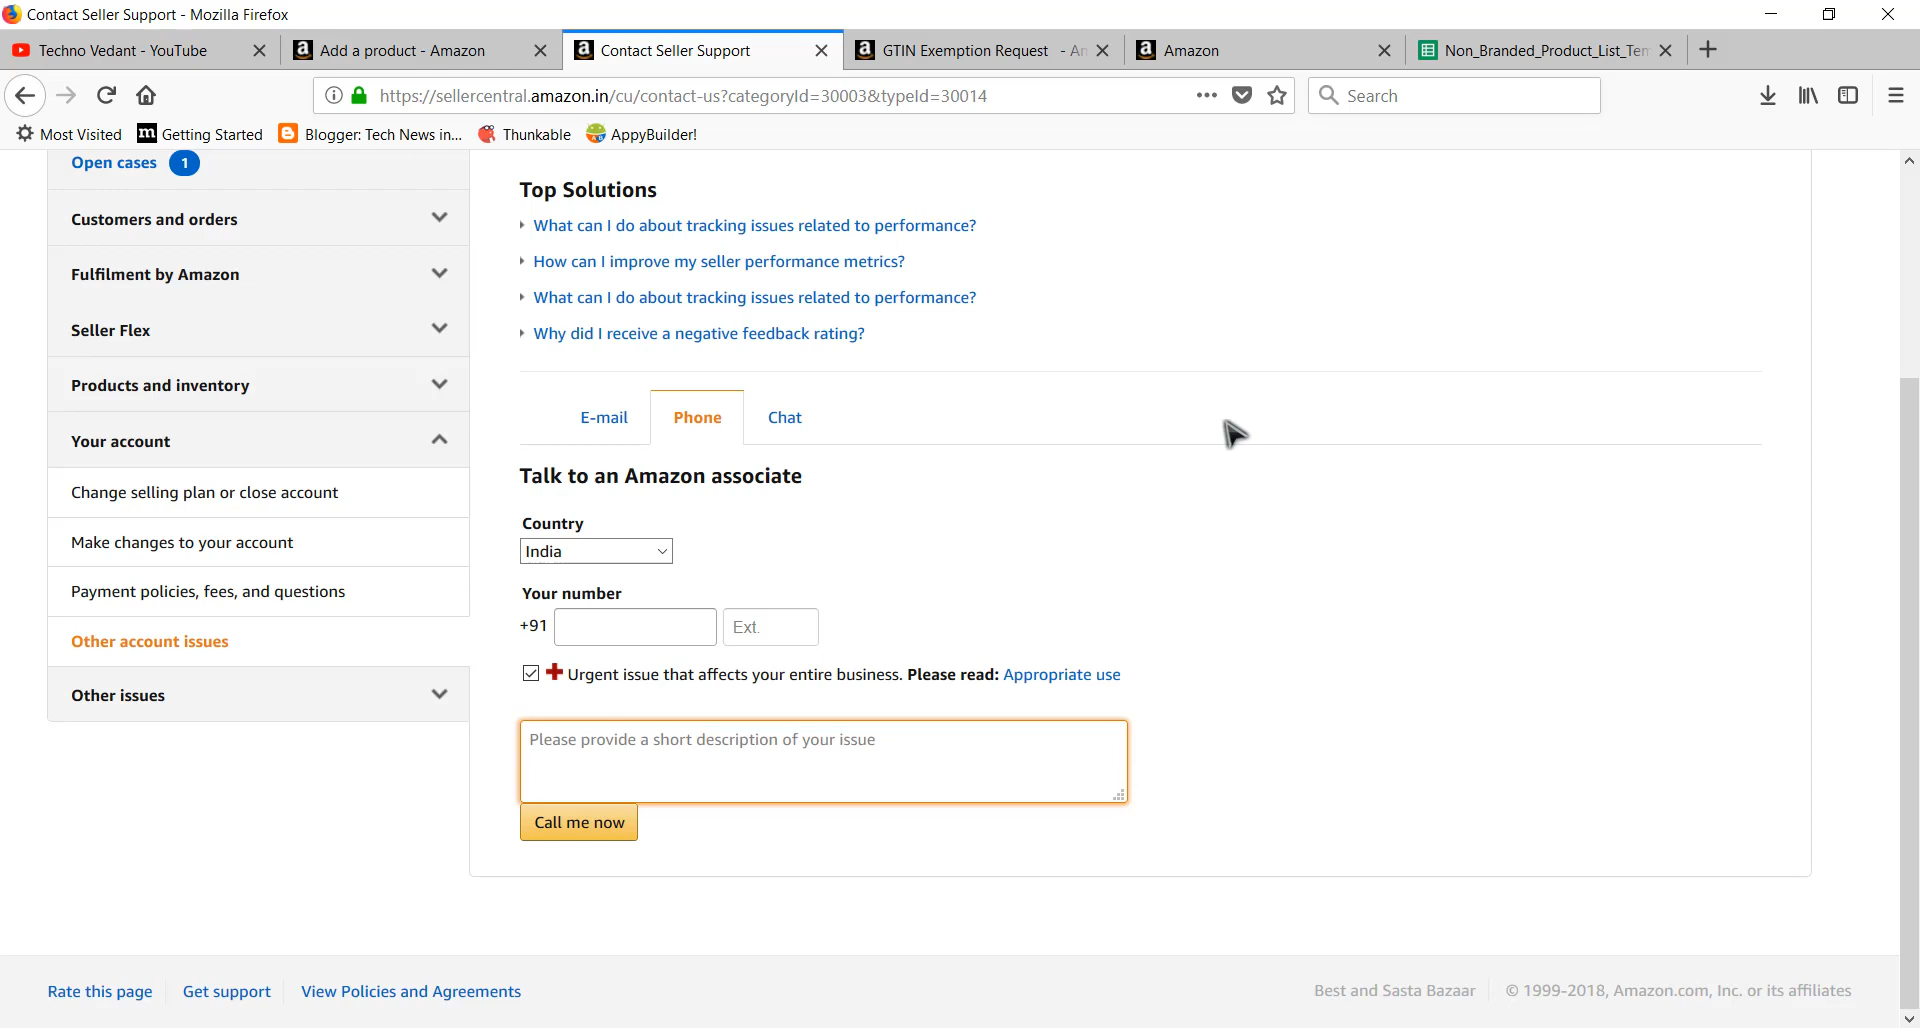 Contact Seller Support - Mozilla Firefox
Techno Vedant - YouTube
Add a product - Amazon
Contact Seller Support
GTIN Exemption Request - An
Amazon
Non_Branded_Product_List_Tem
https://sellercentral.amazon.in/cu/contact-us?categoryId=30003&typeId=30014
Search
Most Visited
Getting Started
Blogger: Tech News in...
Thunkable
AppyBuilder!
Open cases 1
Customers and orders
Fulfilment by Amazon
Seller Flex
Products and inventory
Your account
Change selling plan or close account
Make changes to your account
Payment policies, fees, and questions
Other account issues
Other issues
Top Solutions
What can I do about tracking issues related to performance?
How can I improve my seller performance metrics?
What can I do about tracking issues related to performance?
Why did I receive a negative feedback rating?
E-mail
Phone
Chat
Talk to an Amazon associate
Country
India
Your number
+91
Ext.
Urgent issue that affects your entire business. Please read: Appropriate use
Please provide a short description of your issue
Call me now
Rate this page
Get support
View Policies and Agreements
Best and Sasta Bazaar
© 1999-2018, Amazon.com, Inc. or its affiliates